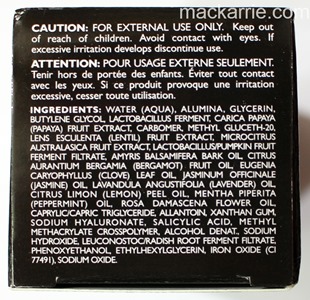 mackarrie.com
CAUTION: FOR EXTERNAL USE ONLY. Keep out
of reach of children. Avoid contact with eyes. If
excessive irritation develops discontinue use.
ATTENTION: POUR USAGE EXTERNE SEULEMENT.
Tenir hors de portée des enfants. Éviter tout contact
avec les yeux. Si ce produit provoque une irritation
excessive, cesser toute utilisation.
INGREDIENTS: WATER (AQUA), ALUMINA, GLYCERIN,
BUTYLENE GLYCOL, LACTOBACILLUS FERMENT, CARICA PAPAYA
(PAPAYA) FRUIT EXTRACT, CARBOMER, METHYL GLUCETH-20,
LENS ESCULENTA (LENTIL) FRUIT EXTRACT, MICROCITRUS
AUSTRALASICA FRUIT EXTRACT, LACTOBACILLUS/PUMPKIN FRUIT
FERMENT FILTRATE, AMYRIS BALSAMIFERA BARK OIL, CITRUS
AURANTIUM BERGAMIA (BERGAMOT) FRUIT OIL, EUGENIA
CARYOPHYLLUS (CLOVE) LEAF OIL, JASMINUM OFFICINALE
(JASMINE) OIL, LAVANDULA ANGUSTIFOLIA (LAVENDER) OIL,
CITRUS LIMON (LEMON) PEEL OIL, MENTHA PIPERITA
(PEPPERMINT) OIL, ROSA DAMASCENA FLOWER OIL,
CAPRYLIC/CAPRIC TRIGLYCERIDE, ALLANTOIN, XANTHAN GUM,
SODIUM HYALURONATE, SALICYLIC ACID, METHYL
METHACRYLATE CROSSPOLYMER, ALCOHOL DENAT., SODIUM
HYDROXIDE, LEUCONOSTOC/RADISH ROOT FERMENT FILTRATE,
PHENOXYETHANOL, ETHYLHEXYLGLYCERIN, IRON OXIDE (CI
77491), SODIUM OXIDE.